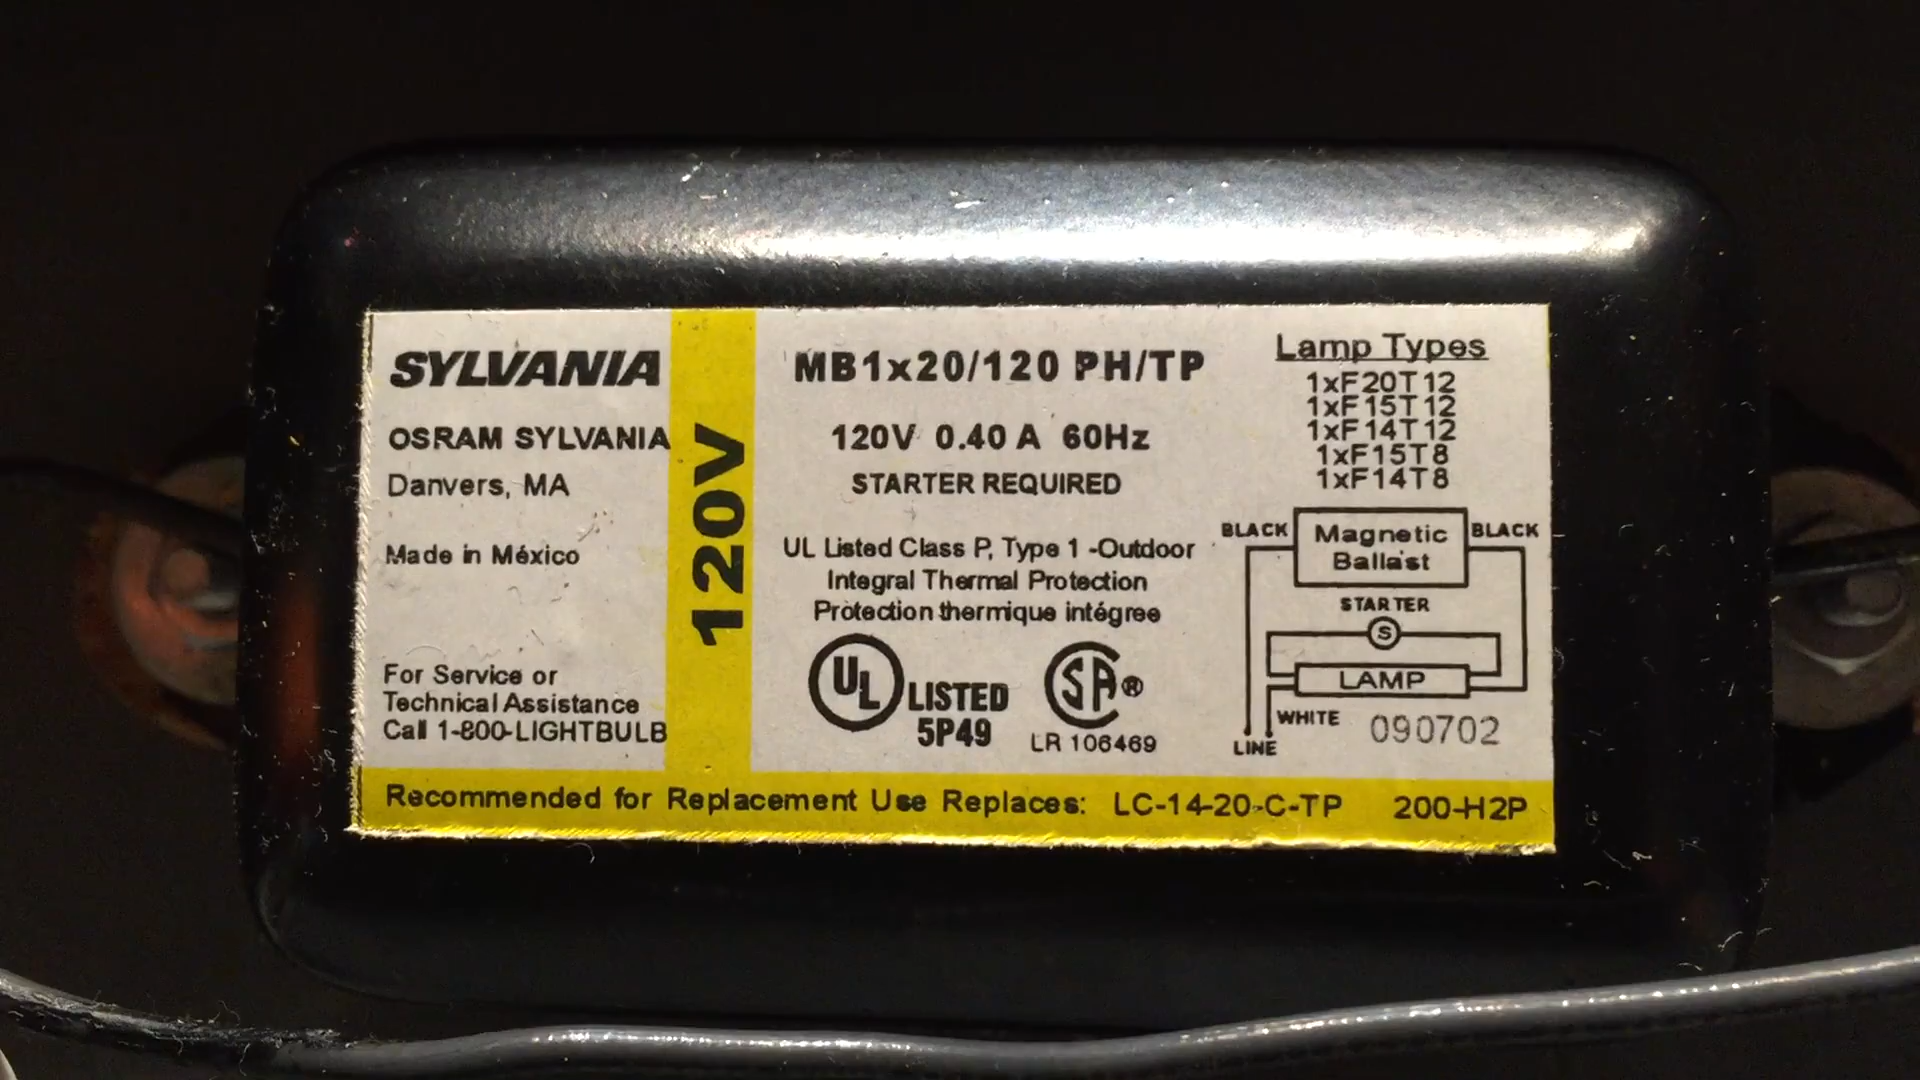 SYLVANIA
OSRAM SYLVANIA
Danvers, MA
Made in México
For Service or
Technical Assistance
Call 1-800-LIGHTBULB
120V
MB1x20/120 PH/TP
120V 0.40 A 60Hz
STARTER REQUIRED
UL Listed Class P, Type 1 -Outdoor
Integral Thermal Protection
Protection thermique intégree
UL LISTED
5P49
SA®
LR 106469
Lamp Types
1xF20T12
1xF15T12
1xF14T12
1xF15T8
1xF14T8
BLACK Magnetic BLACK
Ballast
STARTER
S
LAMP
WHITE 090702
LINE
Recommended for Replacement Use Replaces: LC-14-20-C-TP 200-H2P